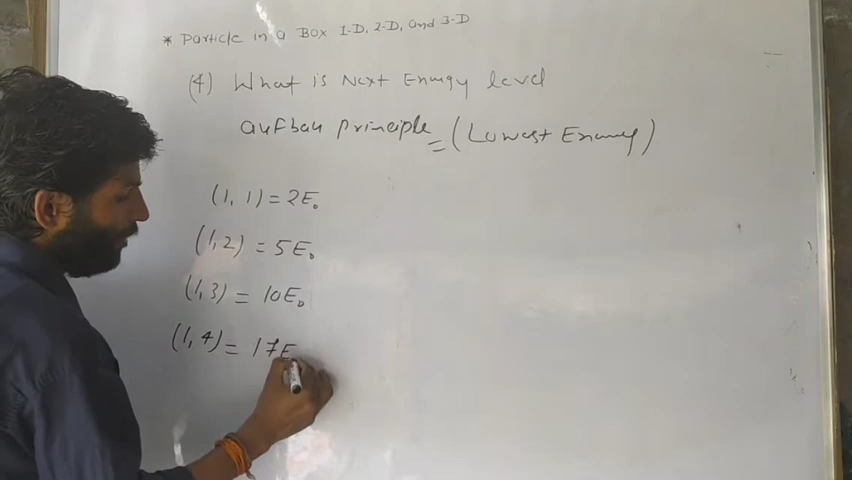 * Particle in a Box 1-D, 2-D, and 3-D
(4) What is Next Energy level
aufbau principle = (Lowest Energy)
(1, 1) = 2E₀
(1, 2) = 5E₀
(1, 3) = 10E₀
(1, 4) = 17E